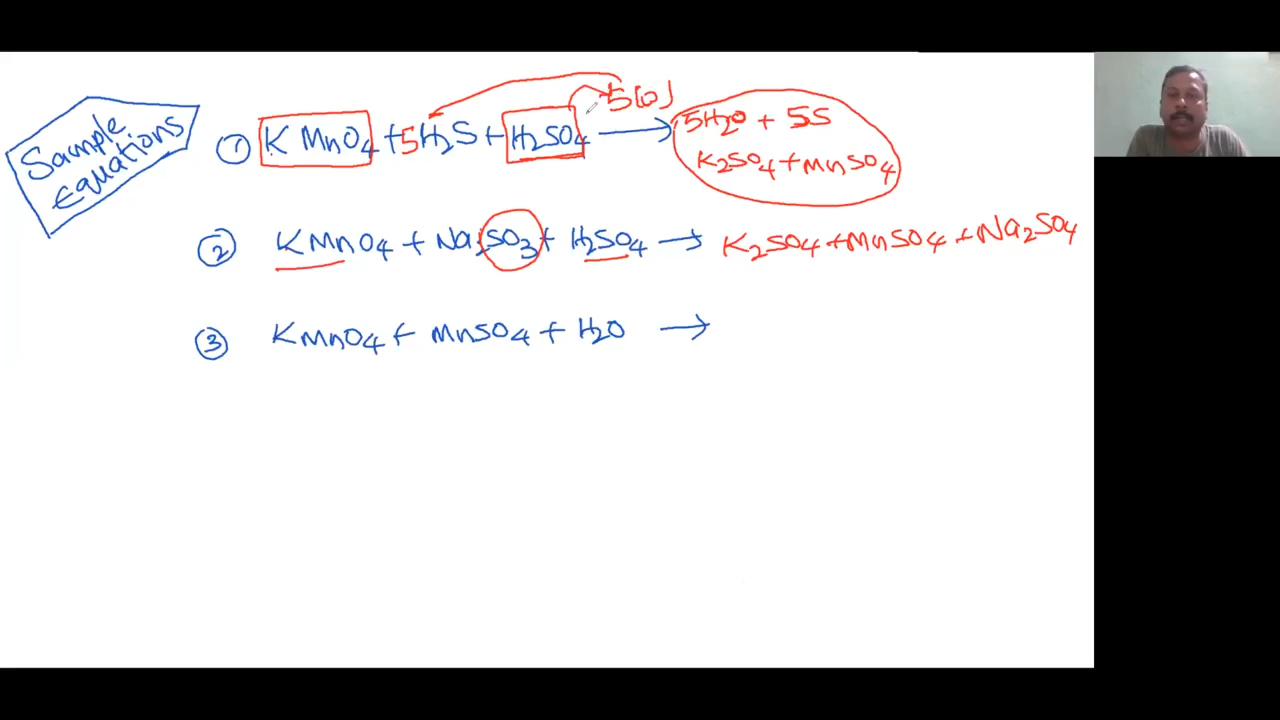 Sample
Equations
5(O)
① KMnO4 + 5H2S + H2SO4 → 5H2O + 5S
K2SO4 + MnSO4
② KMnO4 + Na2SO3 + H2SO4 → K2SO4 + MnSO4 + Na2SO4
③ KMnO4 + MnSO4 + H2O →